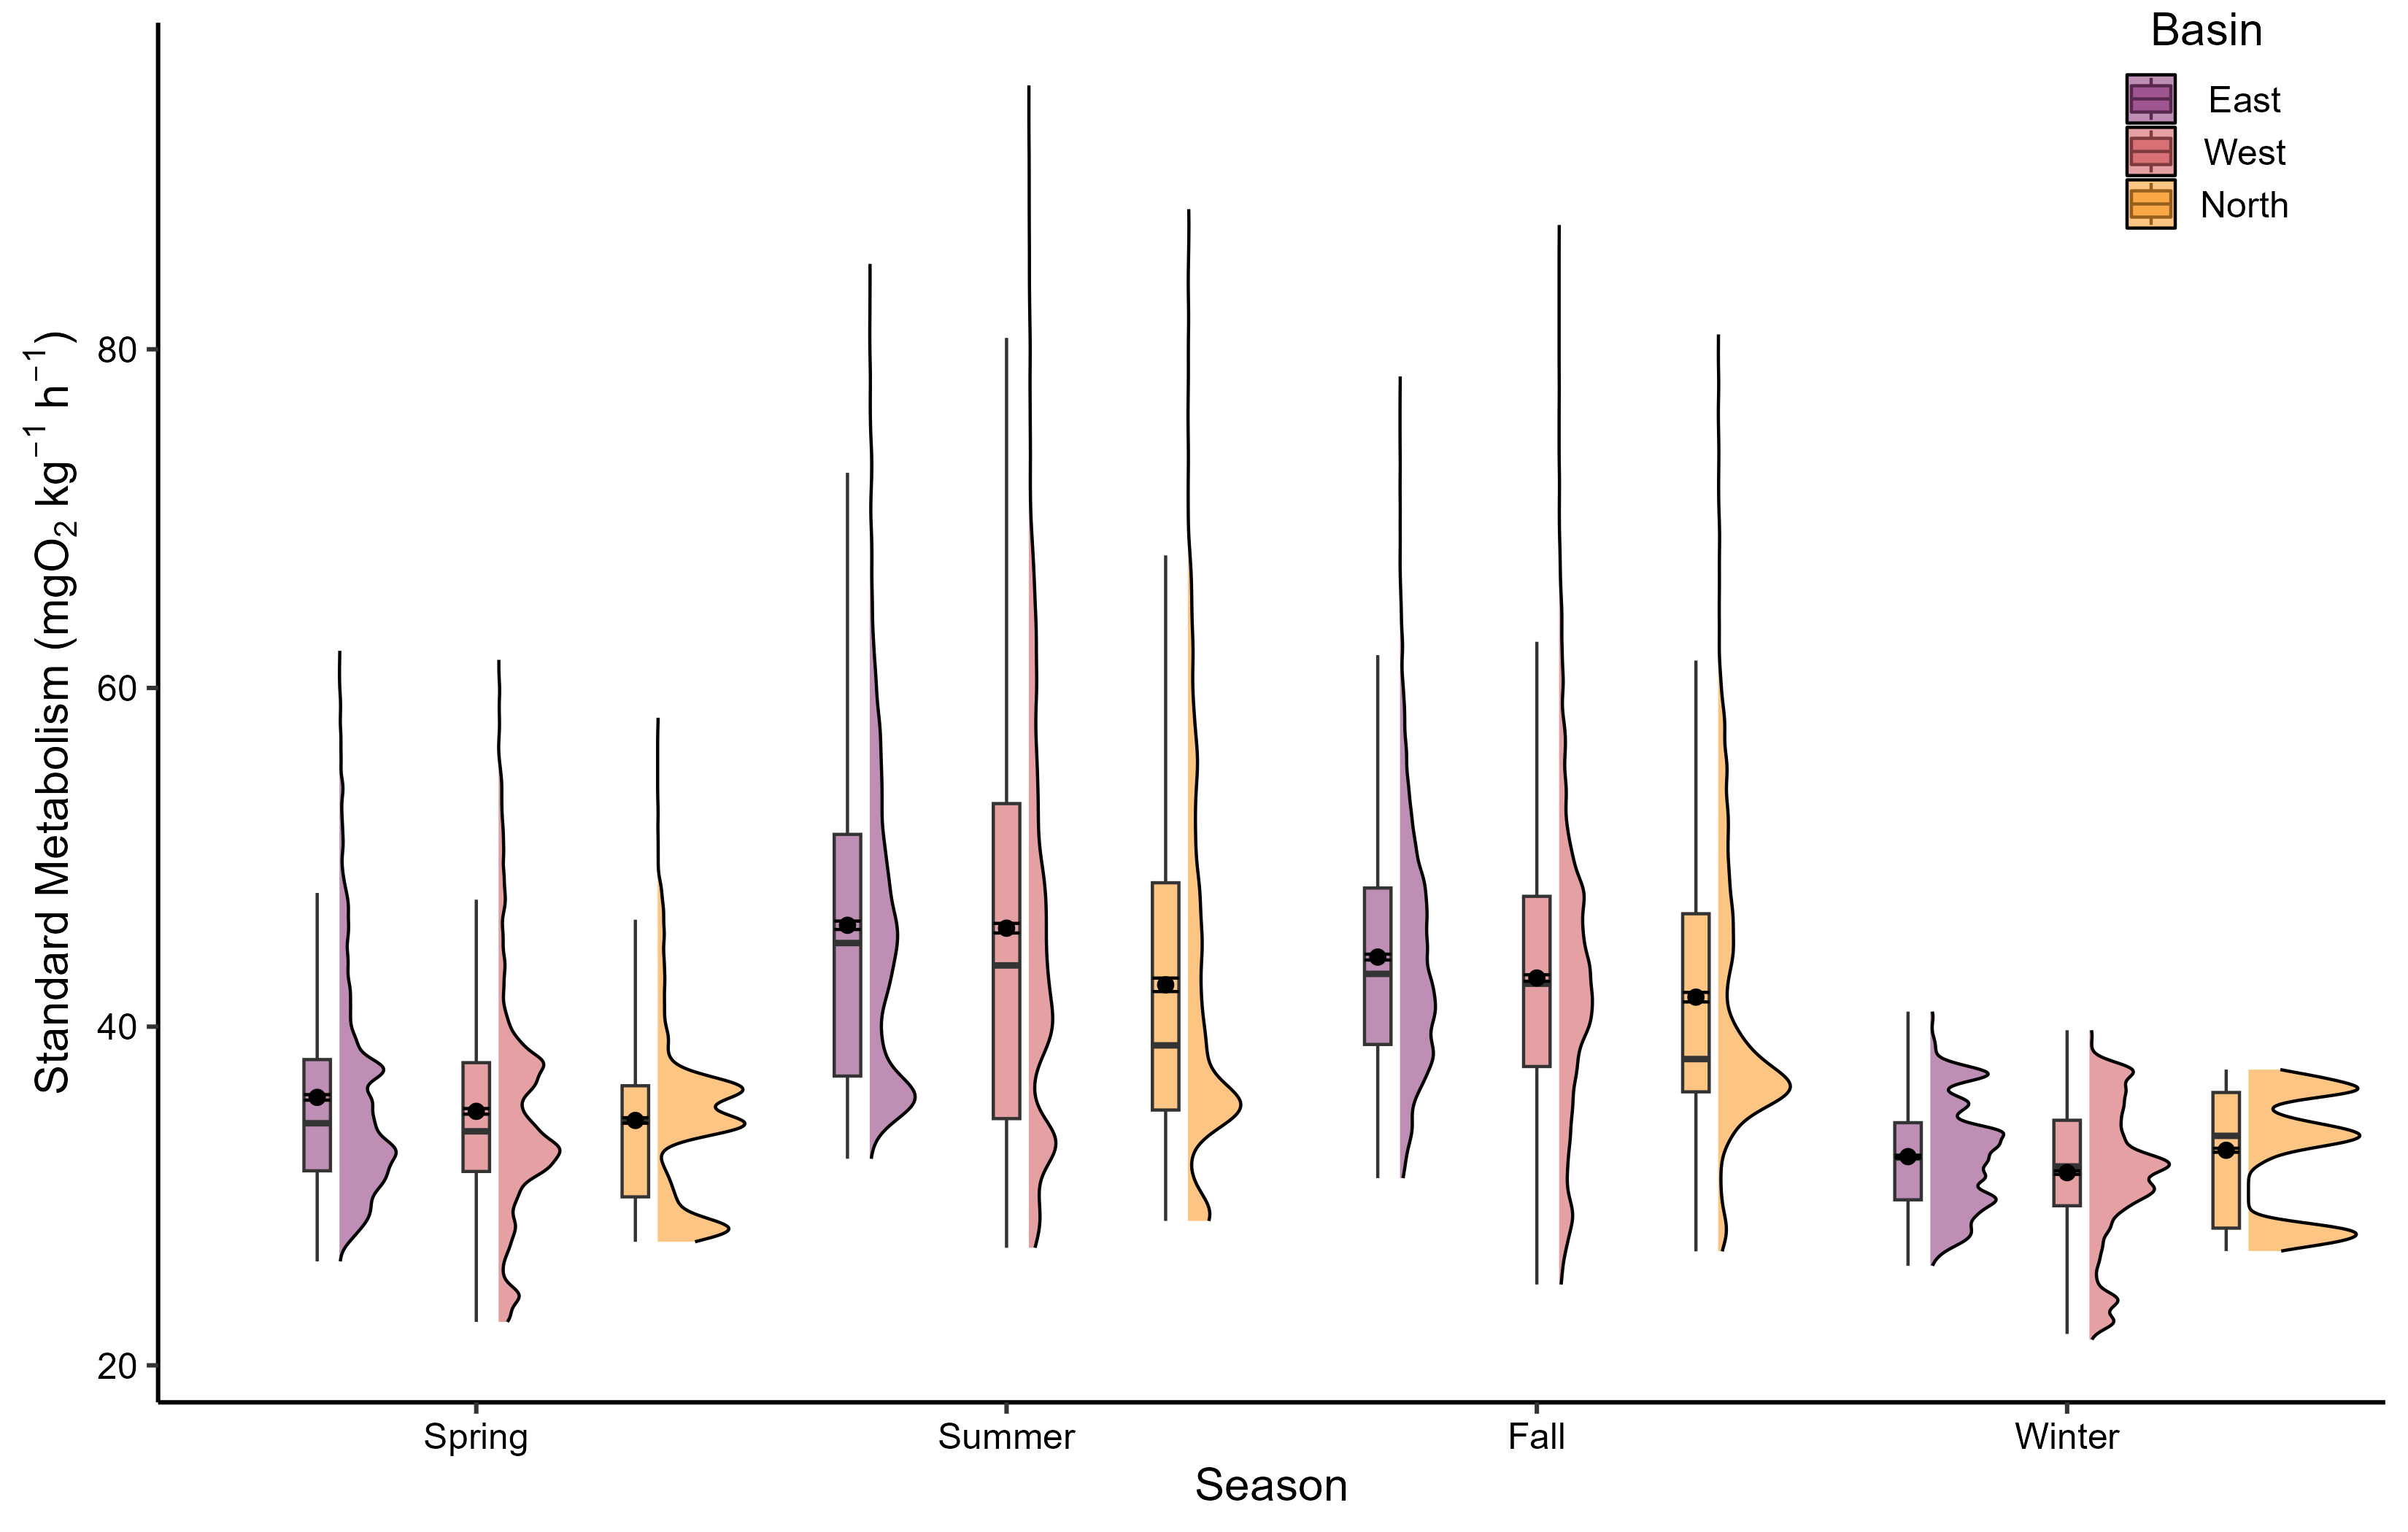 Basin
East
West
North
Standard Metabolism (mgO₂ kg⁻¹ h⁻¹)
80
60
40
20
Spring Summer Fall Winter
Season